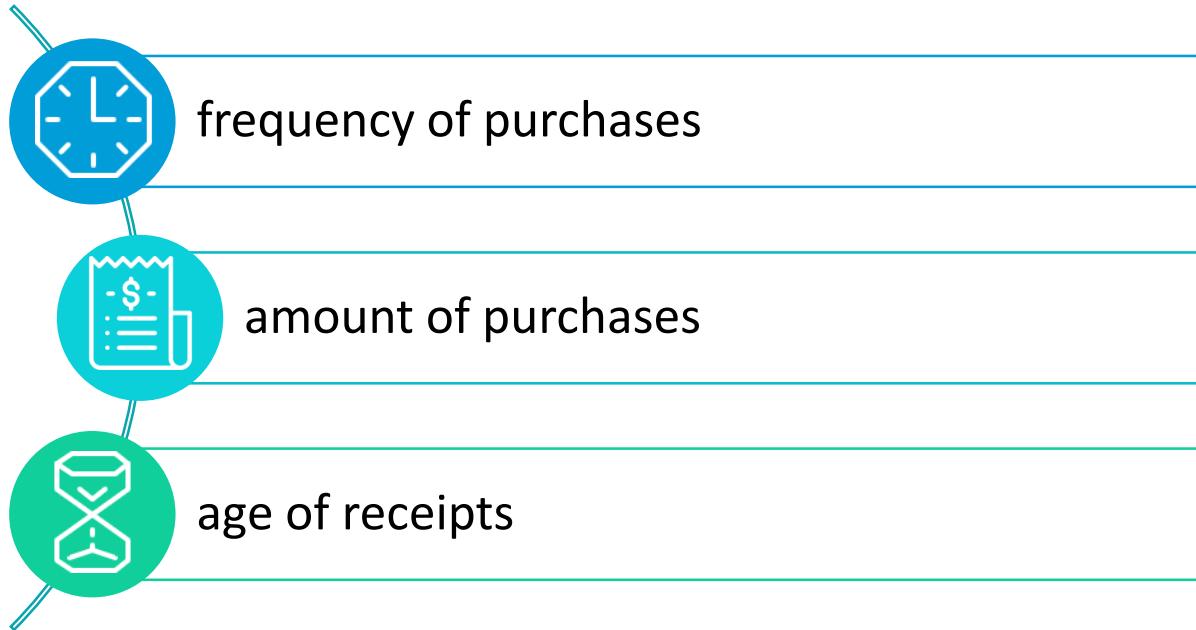 frequency of purchases
$
amount of purchases
age of receipts